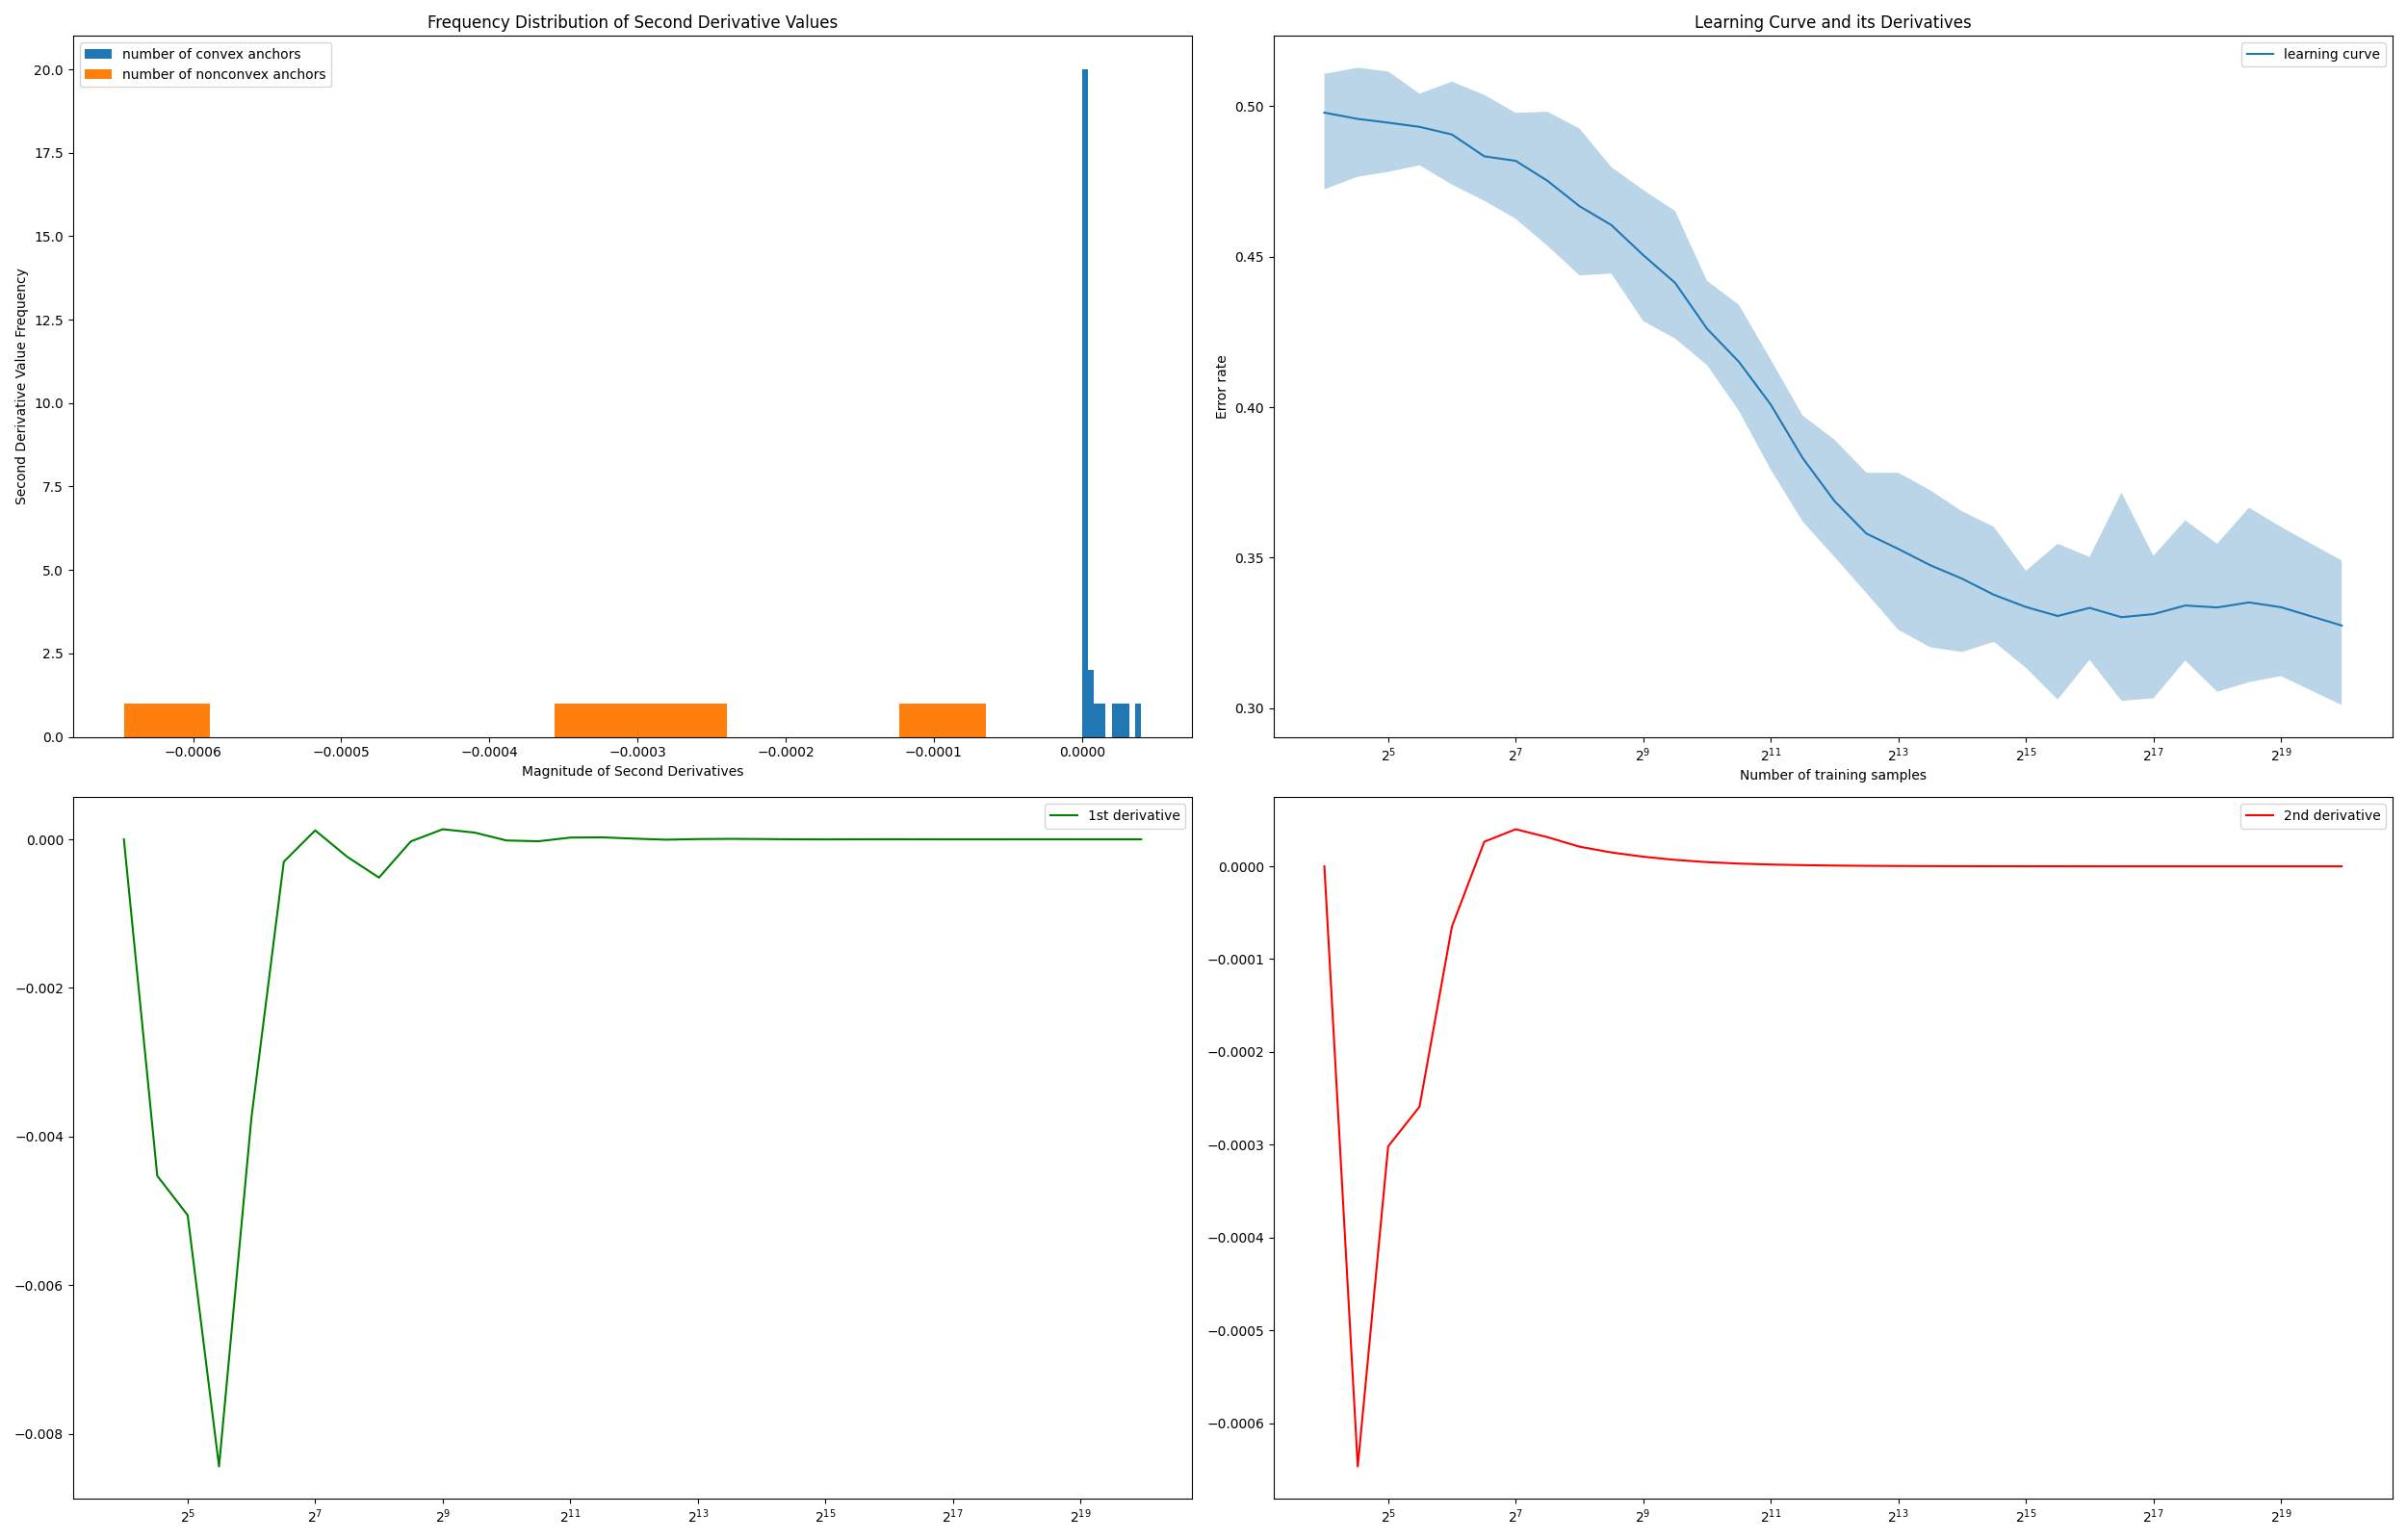 Frequency Distribution of Second Derivative Values
number of convex anchors
number of nonconvex anchors
20.0
17.5
15.0
12.5
10.0
7.5
5.0
2.5
0.0
Second Derivative Value Frequency
−0.0006 −0.0005 −0.0004 −0.0003 −0.0002 −0.0001 0.0000
Magnitude of Second Derivatives
Learning Curve and its Derivatives
learning curve
0.50
0.45
0.40
0.35
0.30
Error rate
2^5 2^7 2^9 2^11 2^13 2^15 2^17 2^19
Number of training samples
1st derivative
0.000
−0.002
−0.004
−0.006
−0.008
2^5 2^7 2^9 2^11 2^13 2^15 2^17 2^19
2nd derivative
0.0000
−0.0001
−0.0002
−0.0003
−0.0004
−0.0005
−0.0006
2^5 2^7 2^9 2^11 2^13 2^15 2^17 2^19